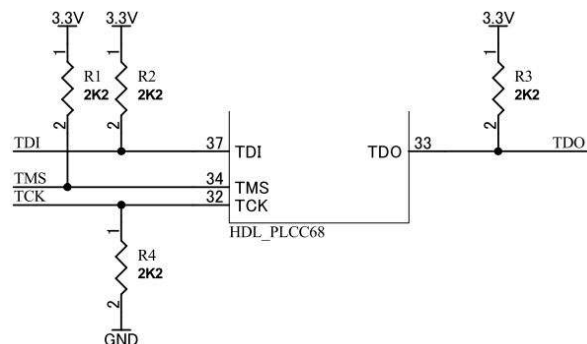 3.3V 3.3V 3.3V
1 1 1
R1 R2 R3
2K2 2K2 2K2
2 2 2
TDI 37 TDI TDO 33 TDO
TMS 34 TMS
TCK 32 TCK
HDL_PLCC68
1
R4
2K2
2
GND